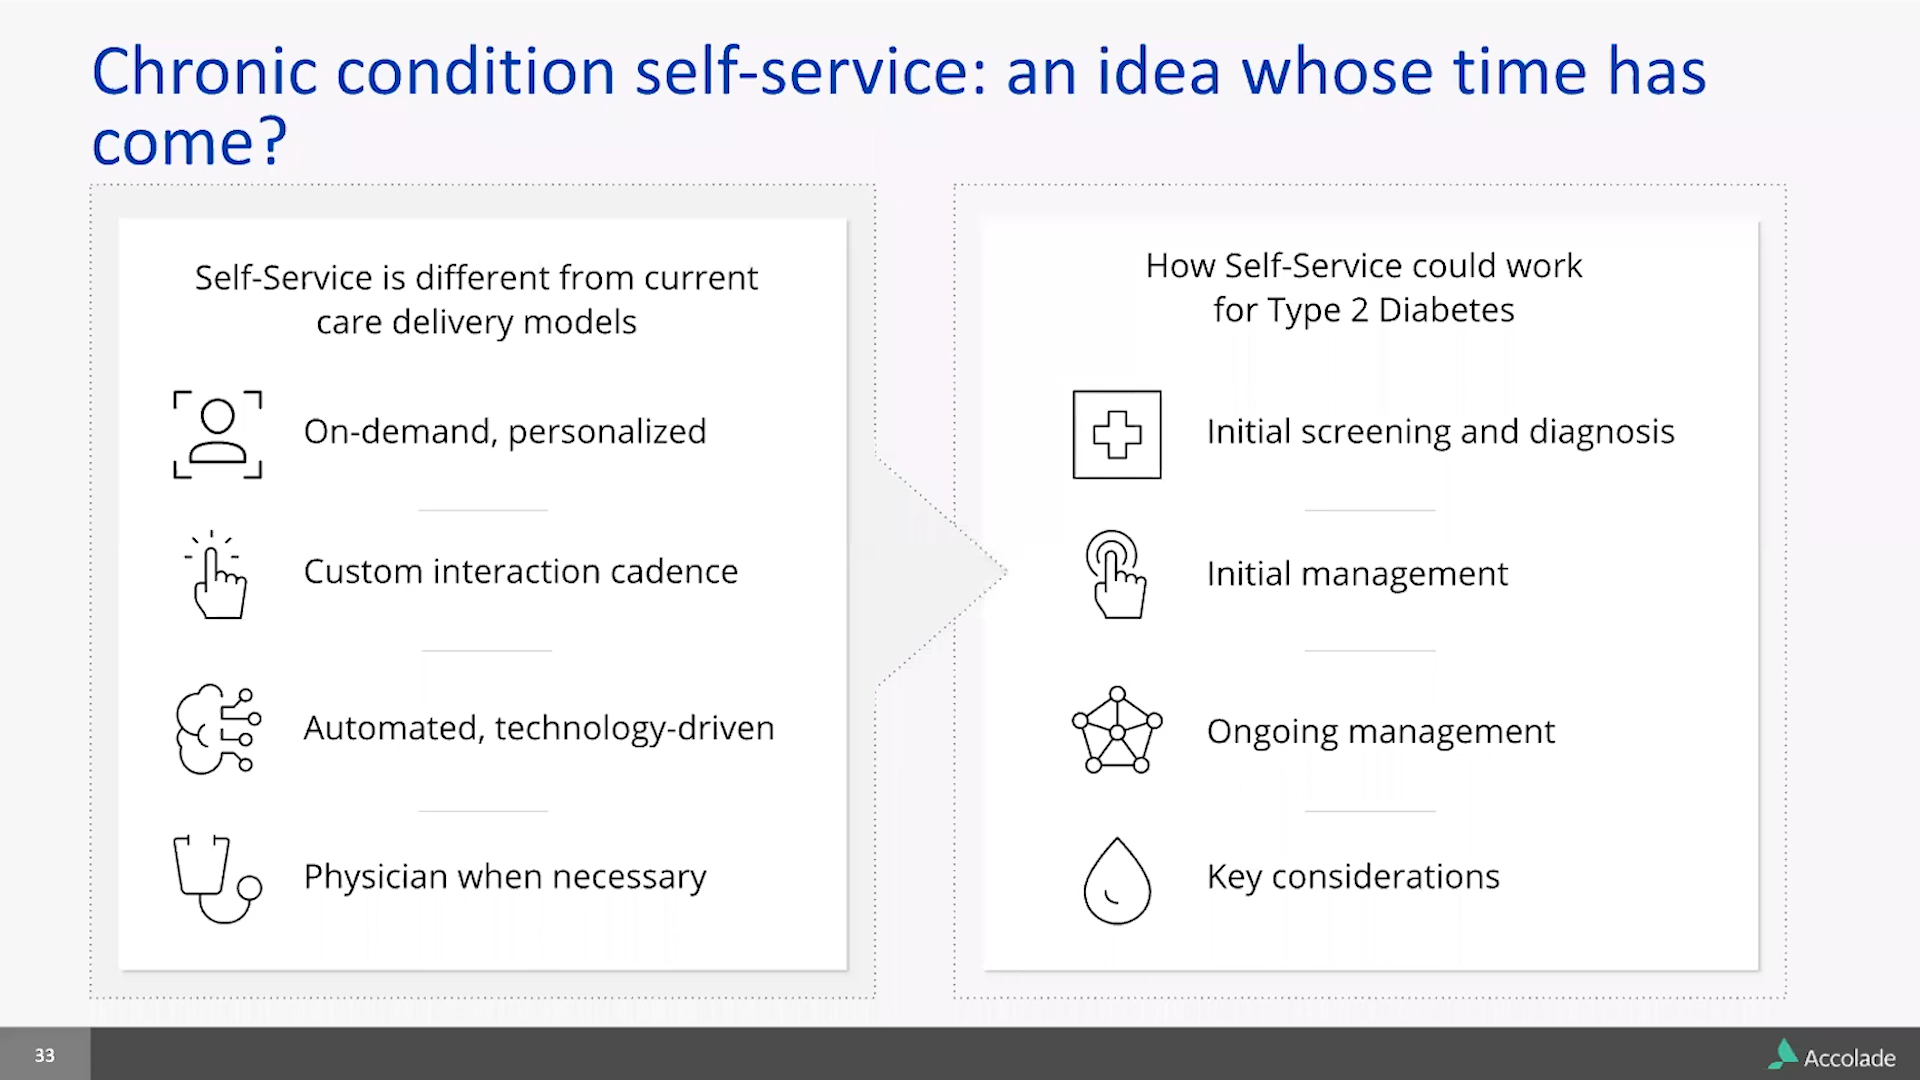 Chronic condition self-service: an idea whose time has
come?
Self-Service is different from current
care delivery models
On-demand, personalized
Custom interaction cadence
Automated, technology-driven
Physician when necessary
How Self-Service could work
for Type 2 Diabetes
Initial screening and diagnosis
Initial management
Ongoing management
Key considerations
33
Accolade